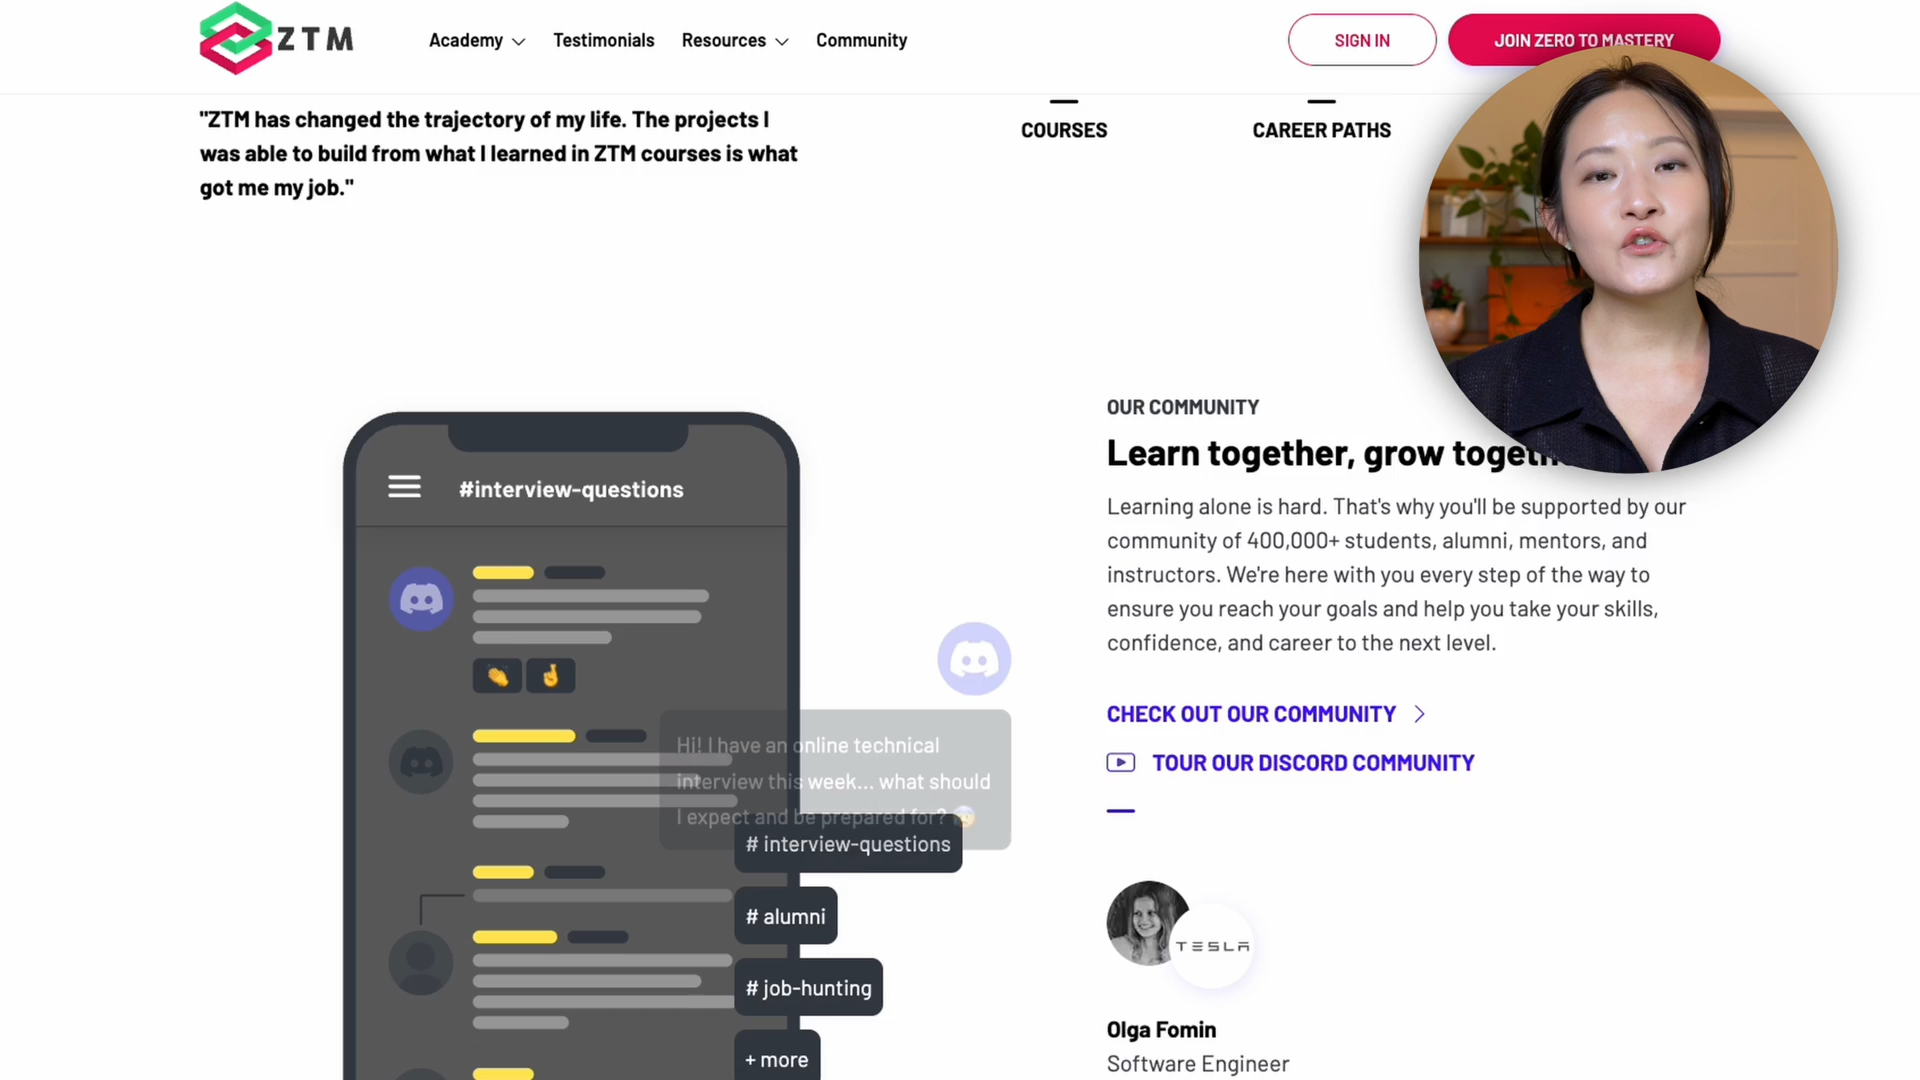 ZTM
Academy
Testimonials
Resources
Community
SIGN IN
JOIN ZERO TO MASTERY
"ZTM has changed the trajectory of my life. The projects I
was able to build from what I learned in ZTM courses is what
got me my job."
COURSES
CAREER PATHS
#interview-questions
Hi! I have an online technical
interview this week... what should
I expect and be prepared for?
# interview-questions
# alumni
# job-hunting
+ more
OUR COMMUNITY
Learn together, grow
Learning alone is hard. That's why you'll be supported by our
community of 400,000+ students, alumni, mentors, and
instructors. We're here with you every step of the way to
ensure you reach your goals and help you take your skills,
confidence, and career to the next level.
CHECK OUT OUR COMMUNITY
TOUR OUR DISCORD COMMUNITY
TESLA
Olga Fomin
Software Engineer